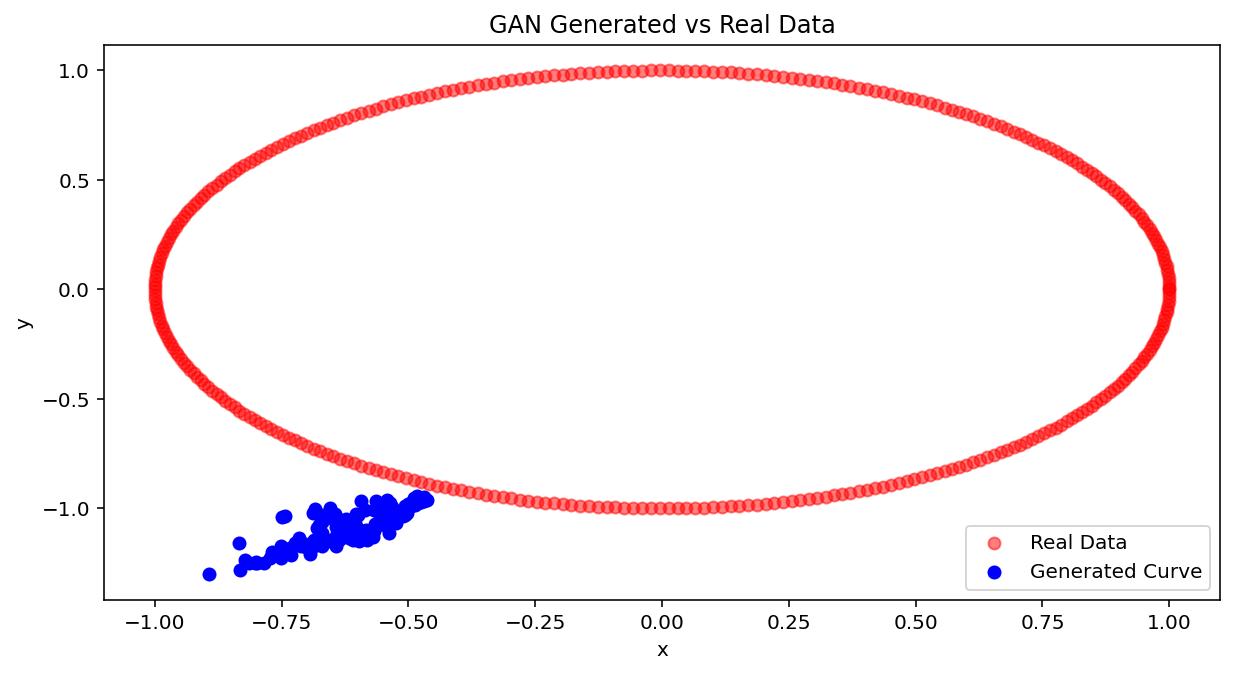 GAN Generated vs Real Data
1.0
0.5
0.0
−0.5
−1.0
y
−1.00 −0.75 −0.50 −0.25 0.00 0.25 0.50 0.75 1.00
x
Real Data
Generated Curve